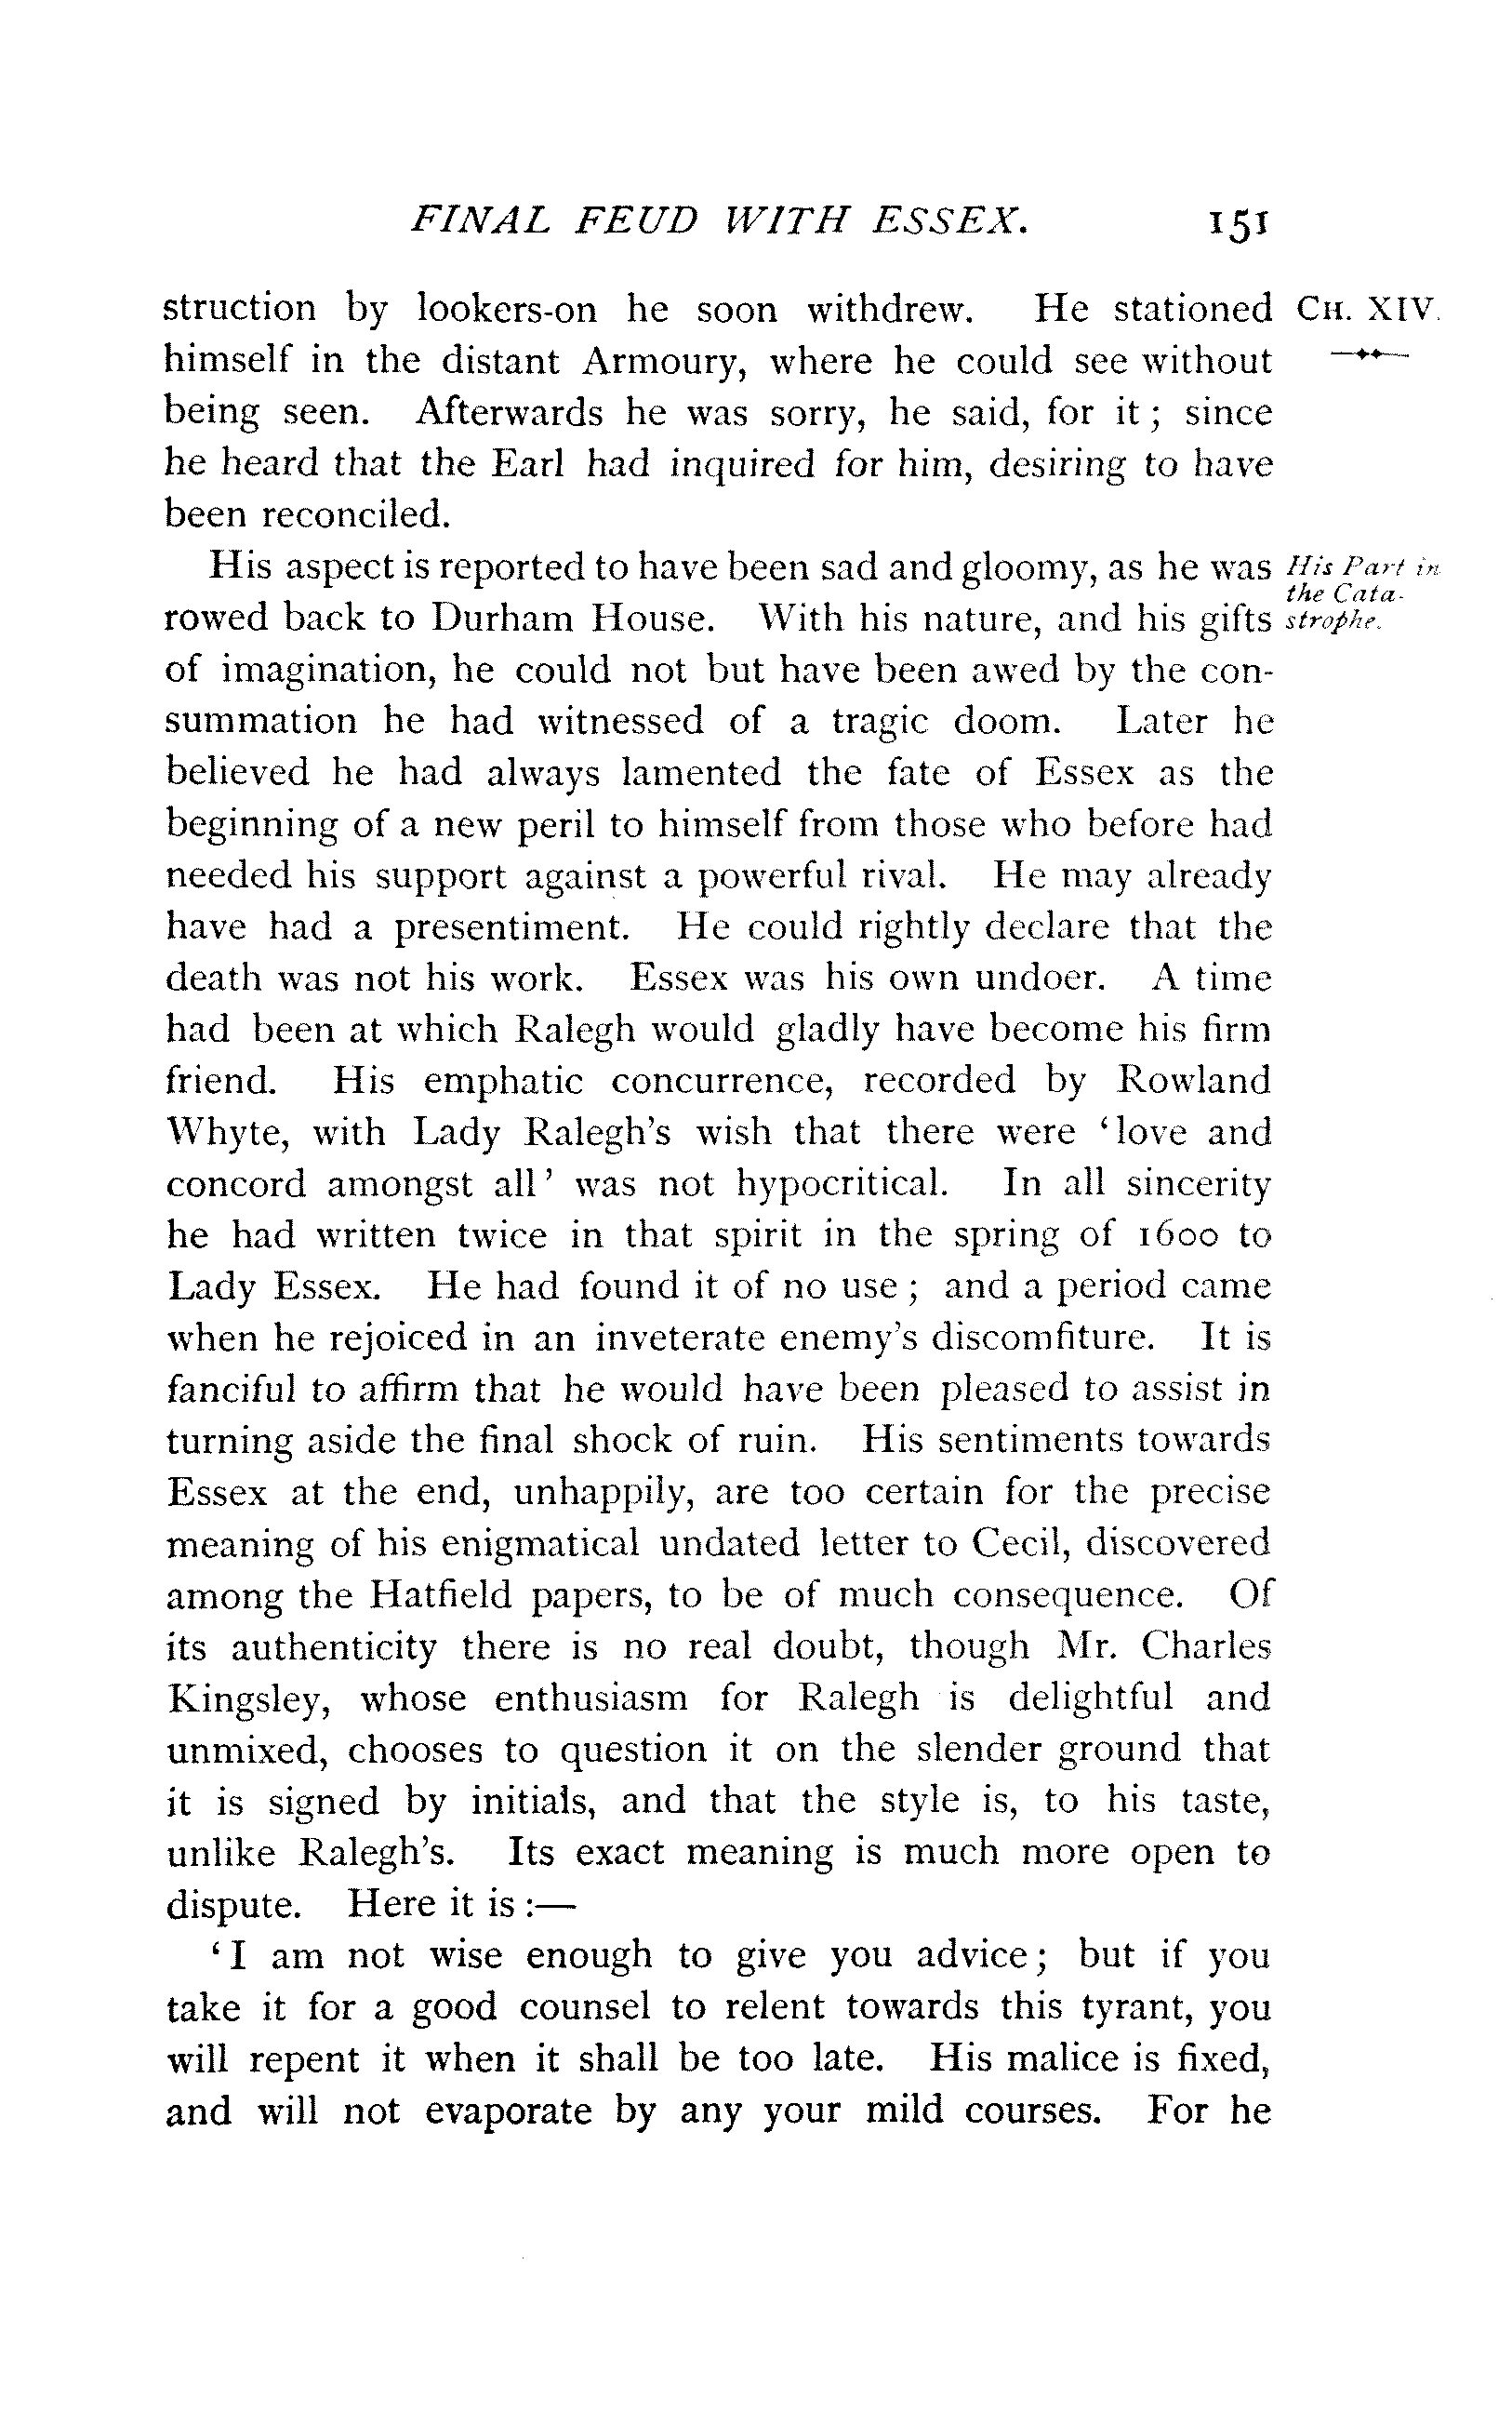 FINAL FEUD WITH ESSEX. 151
struction by lookers-on he soon withdrew. He stationed CH. XIV.
himself in the distant Armoury, where he could see without
being seen. Afterwards he was sorry, he said, for it ; since
he heard that the Earl had inquired for him, desiring to have
been reconciled.
His aspect is reported to have been sad and gloomy, as he was His Part in
the Cata-
rowed back to Durham House. With his nature, and his gifts strophe.
of imagination, he could not but have been awed by the con-
summation he had witnessed of a tragic doom. Later he
believed he had always lamented the fate of Essex as the
beginning of a new peril to himself from those who before had
needed his support against a powerful rival. He may already
have had a presentiment. He could rightly declare that the
death was not his work. Essex was his own undoer. A time
had been at which Ralegh would gladly have become his firm
friend. His emphatic concurrence, recorded by Rowland
Whyte, with Lady Ralegh's wish that there were ‘love and
concord amongst all’ was not hypocritical. In all sincerity
he had written twice in that spirit in the spring of 1600 to
Lady Essex. He had found it of no use ; and a period came
when he rejoiced in an inveterate enemy's discomfiture. It is
fanciful to affirm that he would have been pleased to assist in
turning aside the final shock of ruin. His sentiments towards
Essex at the end, unhappily, are too certain for the precise
meaning of his enigmatical undated letter to Cecil, discovered
among the Hatfield papers, to be of much consequence. Of
its authenticity there is no real doubt, though Mr. Charles
Kingsley, whose enthusiasm for Ralegh is delightful and
unmixed, chooses to question it on the slender ground that
it is signed by initials, and that the style is, to his taste,
unlike Ralegh's. Its exact meaning is much more open to
dispute. Here it is :—
‘I am not wise enough to give you advice; but if you
take it for a good counsel to relent towards this tyrant, you
will repent it when it shall be too late. His malice is fixed,
and will not evaporate by any your mild courses. For he